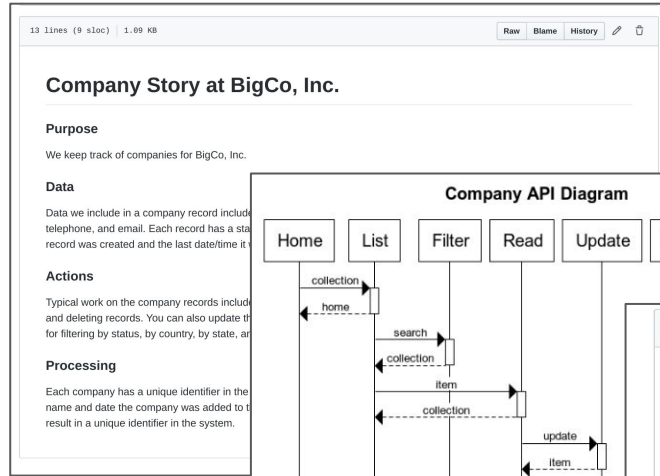 13 lines (9 sloc) 1.09 KB
Raw Blame History
Company Story at BigCo, Inc.
Purpose
We keep track of companies for BigCo, Inc.
Data
Data we include in a company record include
telephone, and email. Each record has a sta
record was created and the last date/time it
Actions
Typical work on the company records include
and deleting records. You can also update th
for filtering by status, by country, by state, an
Processing
Each company has a unique identifier in the
name and date the company was added to t
result in a unique identifier in the system.
Company API Diagram
Home List Filter Read Update
collection
home
search
collection
item
collection
update
item